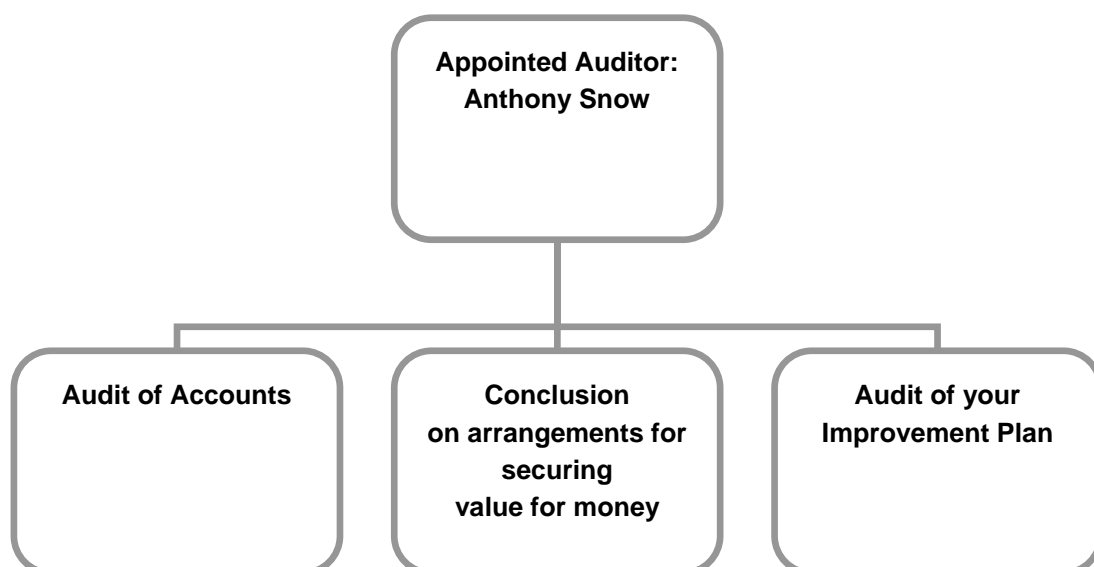 Appointed Auditor:
Anthony Snow
Audit of Accounts
Conclusion
on arrangements for
securing
value for money
Audit of your
Improvement Plan